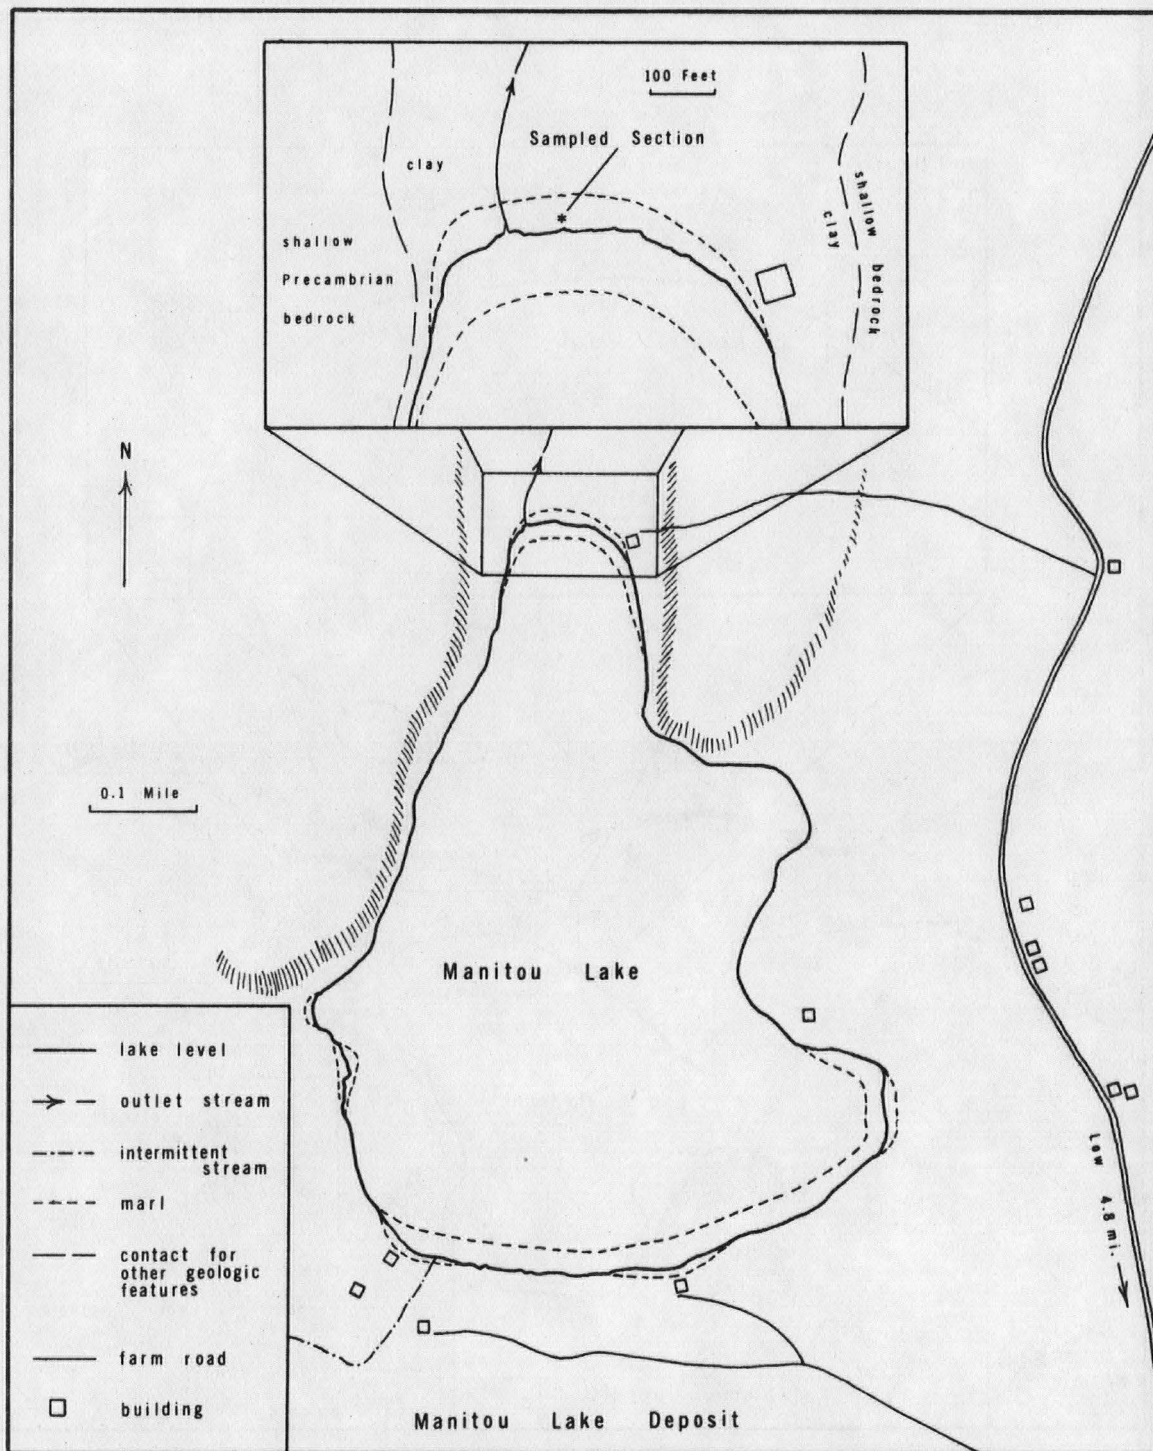 100 Feet
Sampled Section
clay
shallow
Precambrian
bedrock
shallow bedrock
clay
N
0.1 Mile
Manitou Lake
lake level
outlet stream
intermittent
stream
marl
contact for
other geologic
features
farm road
building
Low 4.8 mi.
Manitou Lake Deposit